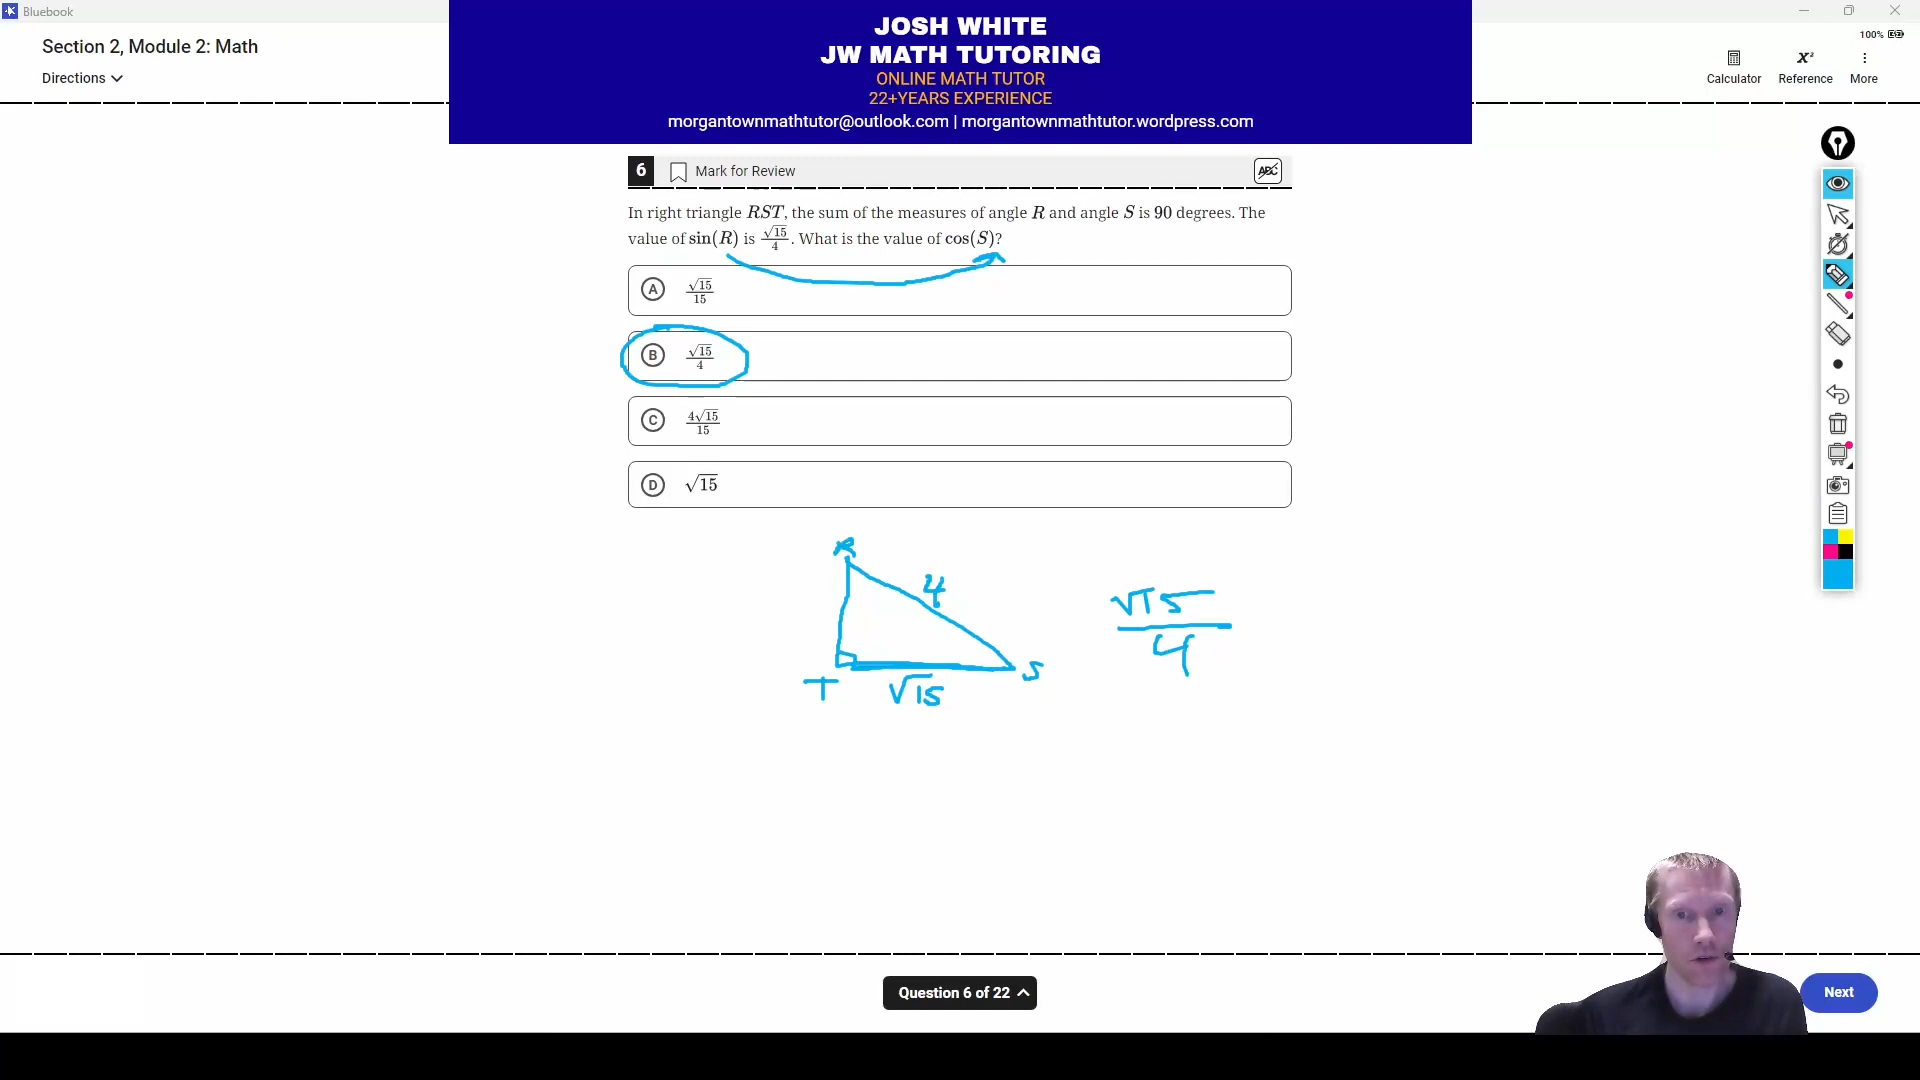 Bluebook
JOSH WHITE
JW MATH TUTORING
ONLINE MATH TUTOR
22+YEARS EXPERIENCE
morgantownmathtutor@outlook.com | morgantownmathtutor.wordpress.com
Section 2, Module 2: Math
Directions
100%
Calculator
x²
Reference
More
6
Mark for Review
ABC
In right triangle RST, the sum of the measures of angle R and angle S is 90 degrees. The
value of sin(R) is √15/4. What is the value of cos(S)?
A √15/15
B √15/4
C 4√15/15
D √15
R
4
T
√15
S
√15/4
Question 6 of 22
Next